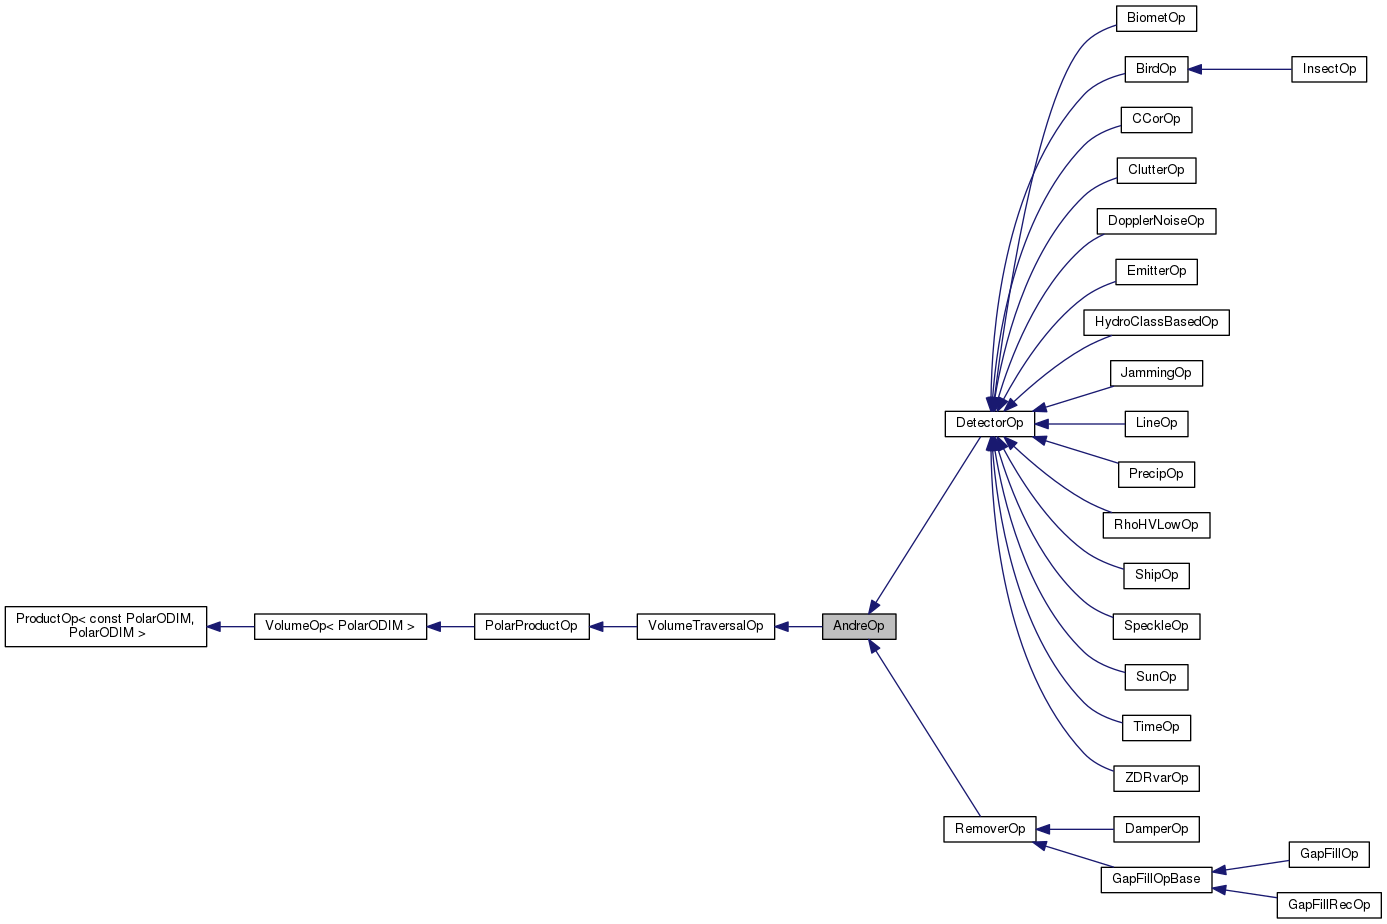 BiometOp
BirdOp
InsectOp
CCorOp
ClutterOp
DopplerNoiseOp
EmitterOp
HydroClassBasedOp
JammingOp
DetectorOp
LineOp
PrecipOp
RhoHVLowOp
ShipOp
ProductOp< const PolarODIM,
PolarODIM >
VolumeOp< PolarODIM >
PolarProductOp
VolumeTraversalOp
AndreOp
SpeckleOp
SunOp
TimeOp
ZDRvarOp
RemoverOp
DamperOp
GapFillOpBase
GapFillOp
GapFillRecOp